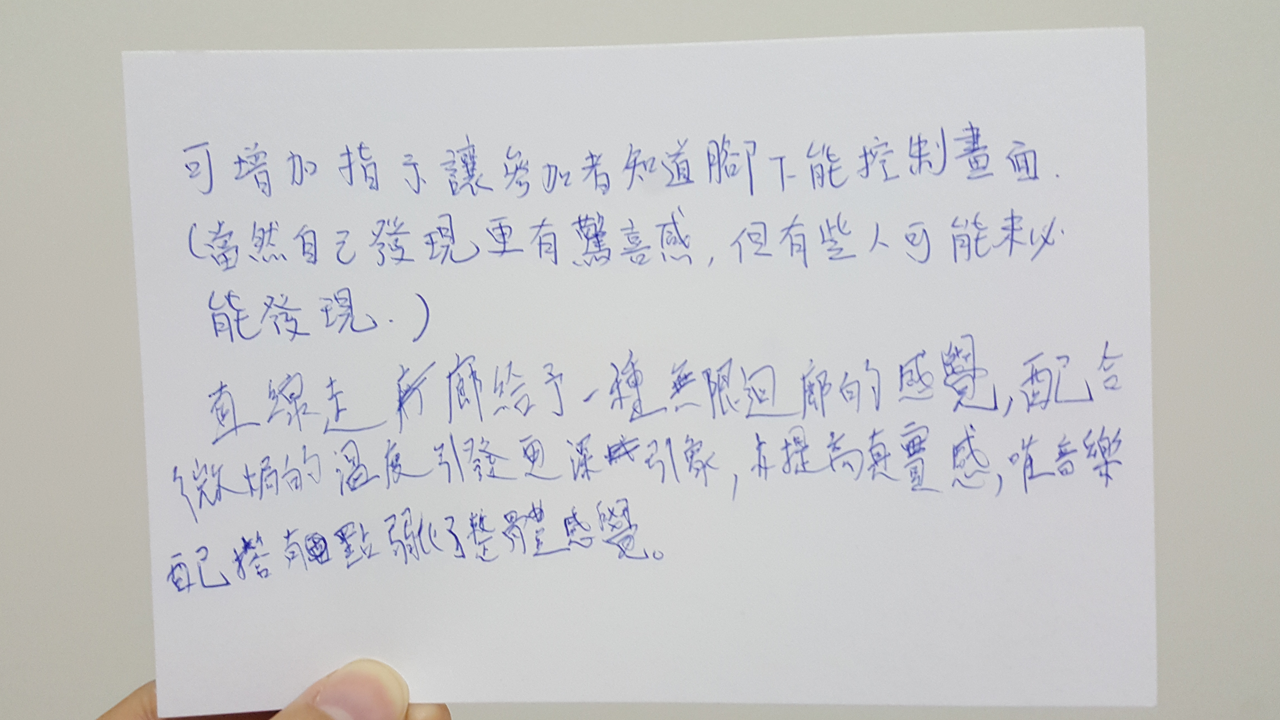 可增加指示讓參加者知道腳下能控制畫面.
(當然自己發現更有驚喜感,但有些人可能未必
能發現.)
直線走廊給予一種無限迴廊的感覺,配合
微焗的溫度引發更深引象,亦提高真實感,唯音樂
配搭有點弱化了整體感覺。